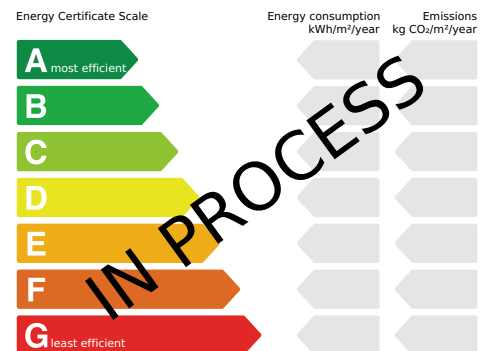 Energy Certificate Scale
Energy consumption
kWh/m²/year
Emissions
kg CO₂/m²/year
A most efficient
B
C
D
E
F
G least efficient
IN PROCESS